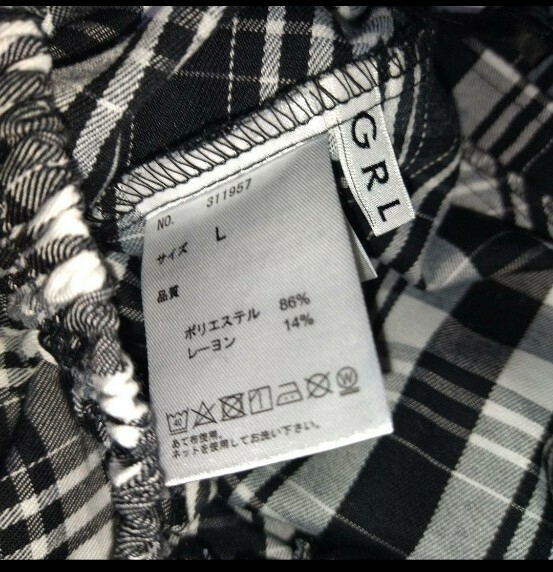 GRL
NO. 311957
サイズ L
品質
ポリエステル 86%
レーヨン 14%
40 W
あて布使用。
ネットを使用してお洗い下さい。